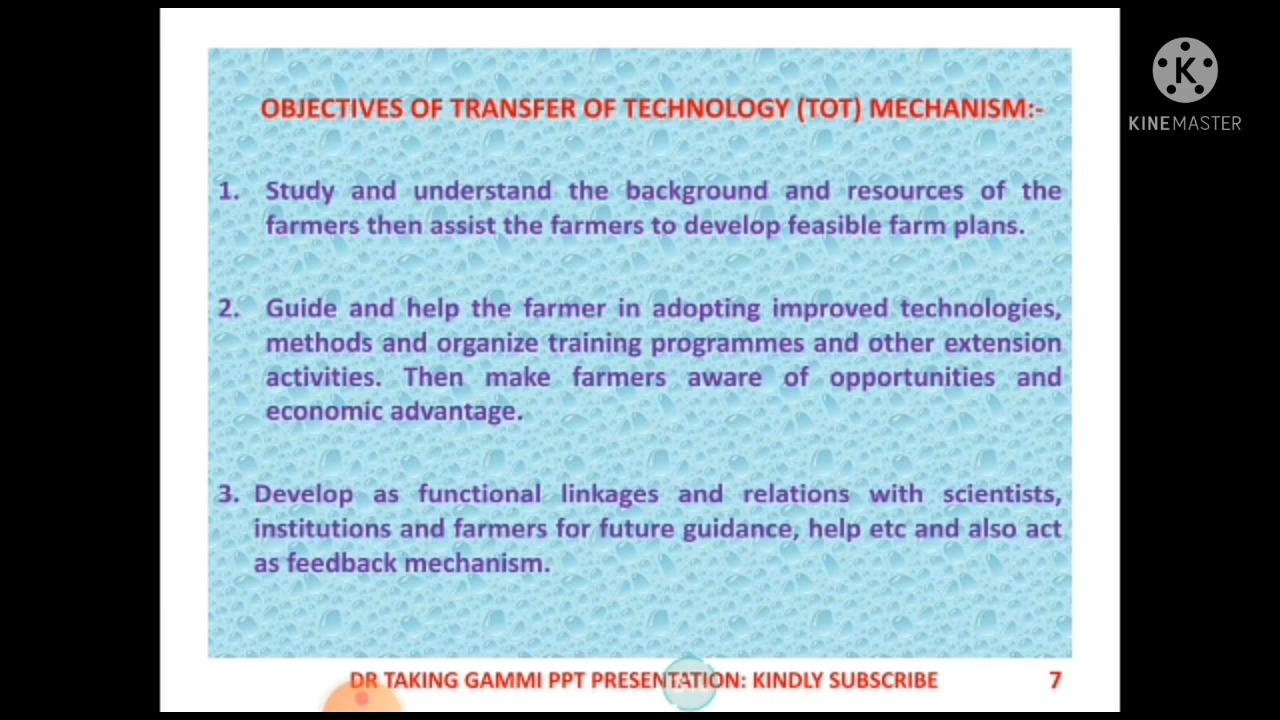 OBJECTIVES OF TRANSFER OF TECHNOLOGY (TOT) MECHANISM:-
K
KINEMASTER
1. Study and understand the background and resources of the
farmers then assist the farmers to develop feasible farm plans.
2. Guide and help the farmer in adopting improved technologies,
methods and organize training programmes and other extension
activities. Then make farmers aware of opportunities and
economic advantage.
3. Develop as functional linkages and relations with scientists,
institutions and farmers for future guidance, help etc and also act
as feedback mechanism.
DR TAKING GAMMI PPT PRESENTATION: KINDLY SUBSCRIBE 7